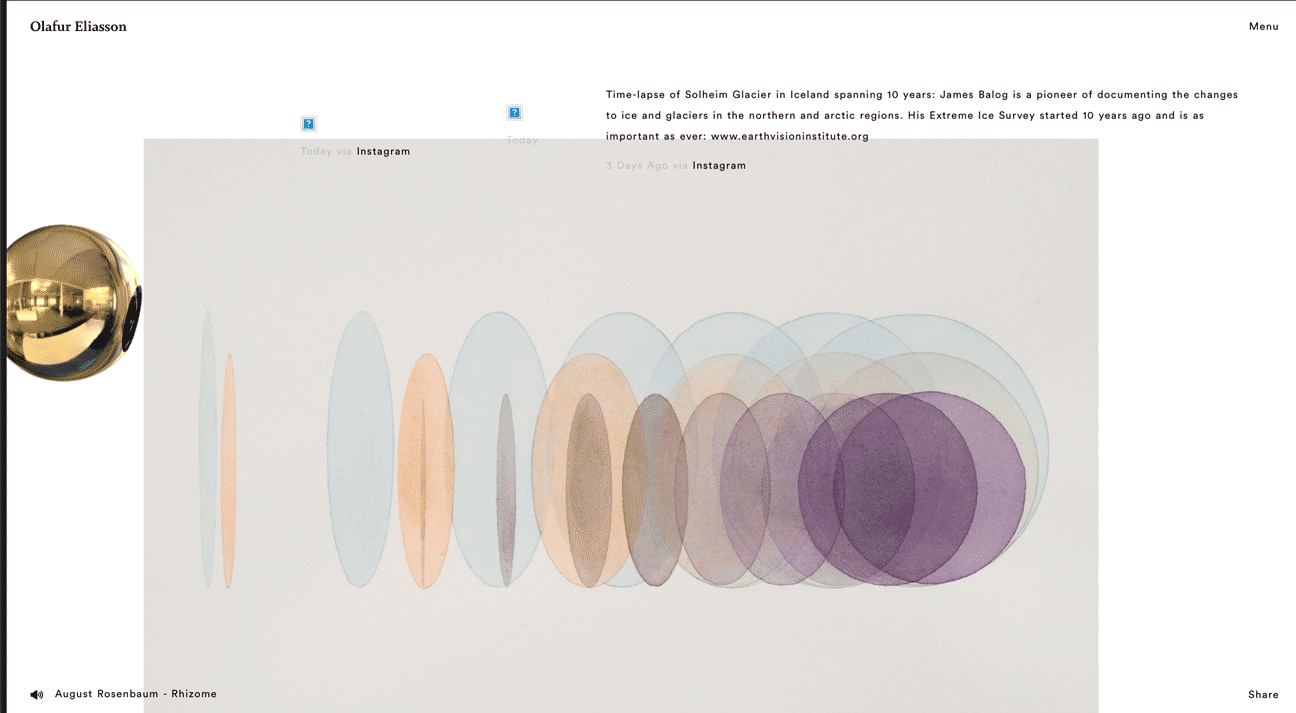 Olafur Eliasson
Menu
Time-lapse of Solheim Glacier in Iceland spanning 10 years: James Balog is a pioneer of documenting the changes
to ice and glaciers in the northern and arctic regions. His Extreme Ice Survey started 10 years ago and is as
important as ever: www.earthvisioninstitute.org
?
?
Today
Today via Instagram
3 Days Ago via Instagram
August Rosenbaum - Rhizome
Share